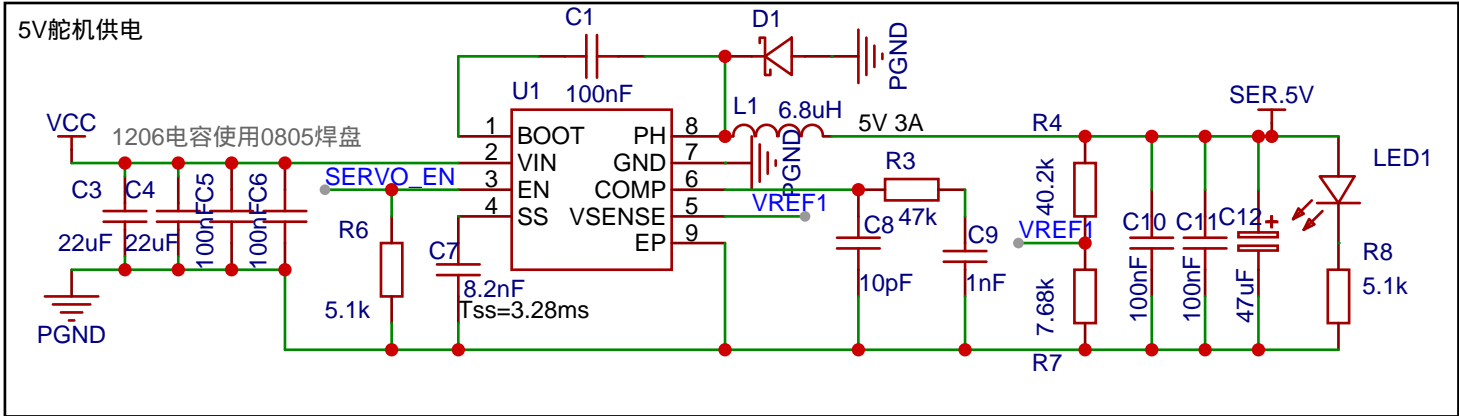 5V舵机供电
C1
100nF
D1
PGND
U1
1 BOOT PH 8
2 VIN GND 7
3 EN COMP 6
4 SS VSENSE 5
EP 9
VCC
1206电容使用0805焊盘
C3
22uF
C4
22uF
C5
100nF
C6
100nF
PGND
SERVO_EN
R6
5.1k
C7
8.2nF
Tss=3.28ms
L1
6.8uH
5V 3A
PGND
VREF1
R3
47k
C8
10pF
C9
1nF
R4
40.2k
VREF1
7.68k
R7
C10
100nF
C11
100nF
C12
+
47uF
SER.5V
LED1
R8
5.1k